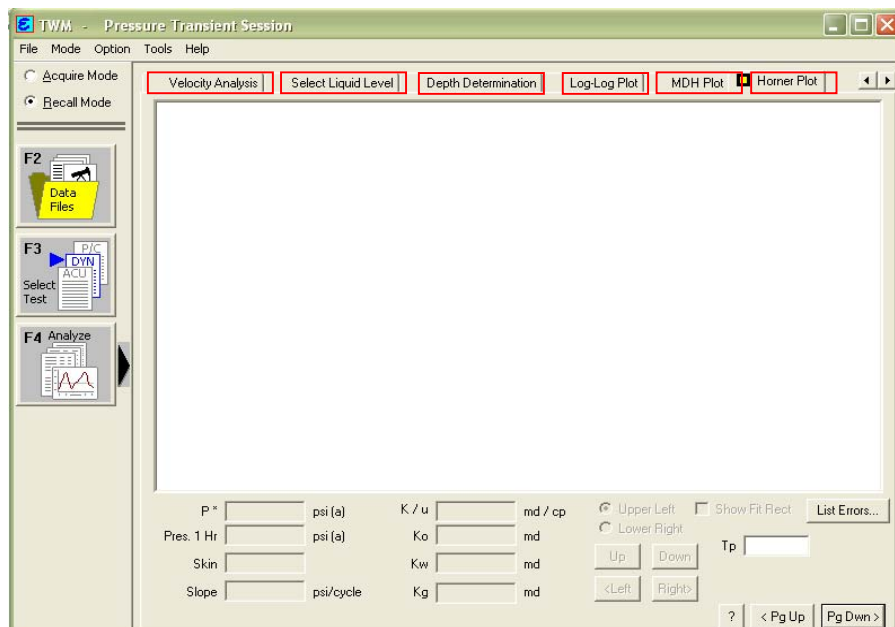 TWM - Pressure Transient Session
File Mode Option Tools Help
Acquire Mode
Recall Mode
Velocity Analysis Select Liquid Level Depth Determination Log-Log Plot MDH Plot Horner Plot
F2
Data
Files
F3
P/C
DYN
ACU
Select
Test
F4 Analyze
P* psi (a) K / u md / cp Upper Left Show Fit Rect List Errors...
Lower Right
Pres. 1 Hr psi (a) Ko md Tp
Skin Kw md Up Down
Slope psi/cycle Kg md <Left Right>
? < Pg Up Pg Dwn >